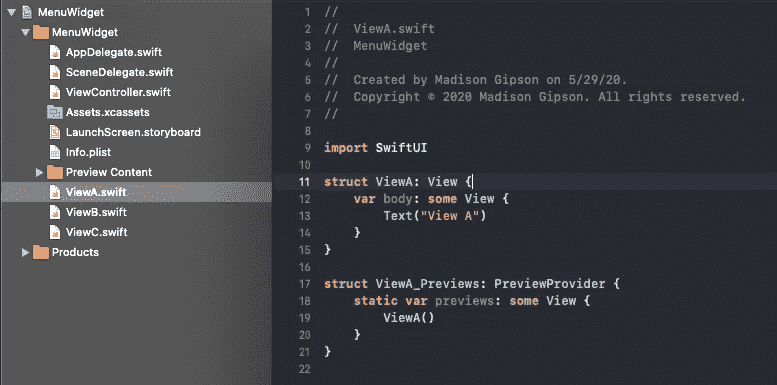 MenuWidget
MenuWidget
AppDelegate.swift
SceneDelegate.swift
ViewController.swift
Assets.xcassets
LaunchScreen.storyboard
Info.plist
Preview Content
ViewA.swift
ViewB.swift
ViewC.swift
Products
1 //
2 //  ViewA.swift
3 //  MenuWidget
4 //
5 //  Created by Madison Gipson on 5/29/20.
6 //  Copyright © 2020 Madison Gipson. All rights reserved.
7 //
8
9 import SwiftUI
10
11 struct ViewA: View {
12     var body: some View {
13         Text("View A")
14     }
15 }
16
17 struct ViewA_Previews: PreviewProvider {
18     static var previews: some View {
19         ViewA()
20     }
21 }
22